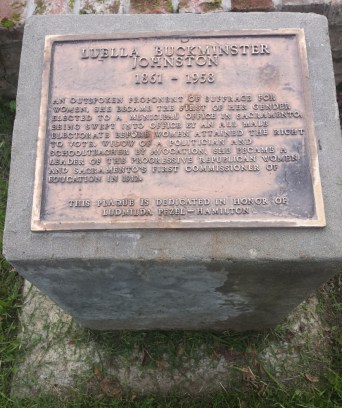 LUELLA BUCKMINSTER
JOHNSTON
1861 - 1958
AN OUTSPOKEN PROPONENT OF SUFFRAGE FOR
WOMEN, SHE BECAME THE FIRST OF HER GENDER
ELECTED TO A MUNICIPAL OFFICE IN SACRAMENTO,
BEING SWEPT INTO OFFICE BY AN ALL MALE
ELECTORATE BEFORE WOMEN ATTAINED THE RIGHT
TO VOTE. WIDOW OF A POLITICIAN AND
SCHOOLTEACHER BY AVOCATION, SHE BECAME A
LEADER OF THE PROGRESSIVE REPUBLICAN WOMEN
AND SACRAMENTO'S FIRST COMMISSIONER OF
EDUCATION IN 1912.
THIS PLAQUE IS DEDICATED IN HONOR OF
LUDMILDA PEZEL - HAMILTON